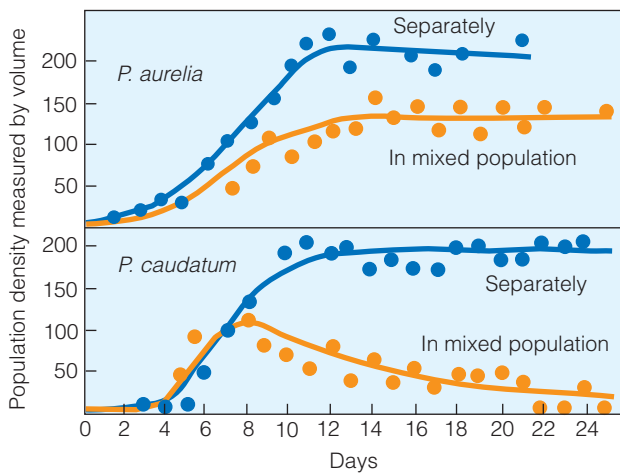 Population density measured by volume
Separately
200
P. aurelia
150
100
In mixed population
50
200
P. caudatum
150
Separately
100
In mixed population
50
0 2 4 6 8 10 12 14 16 18 20 22 24
Days